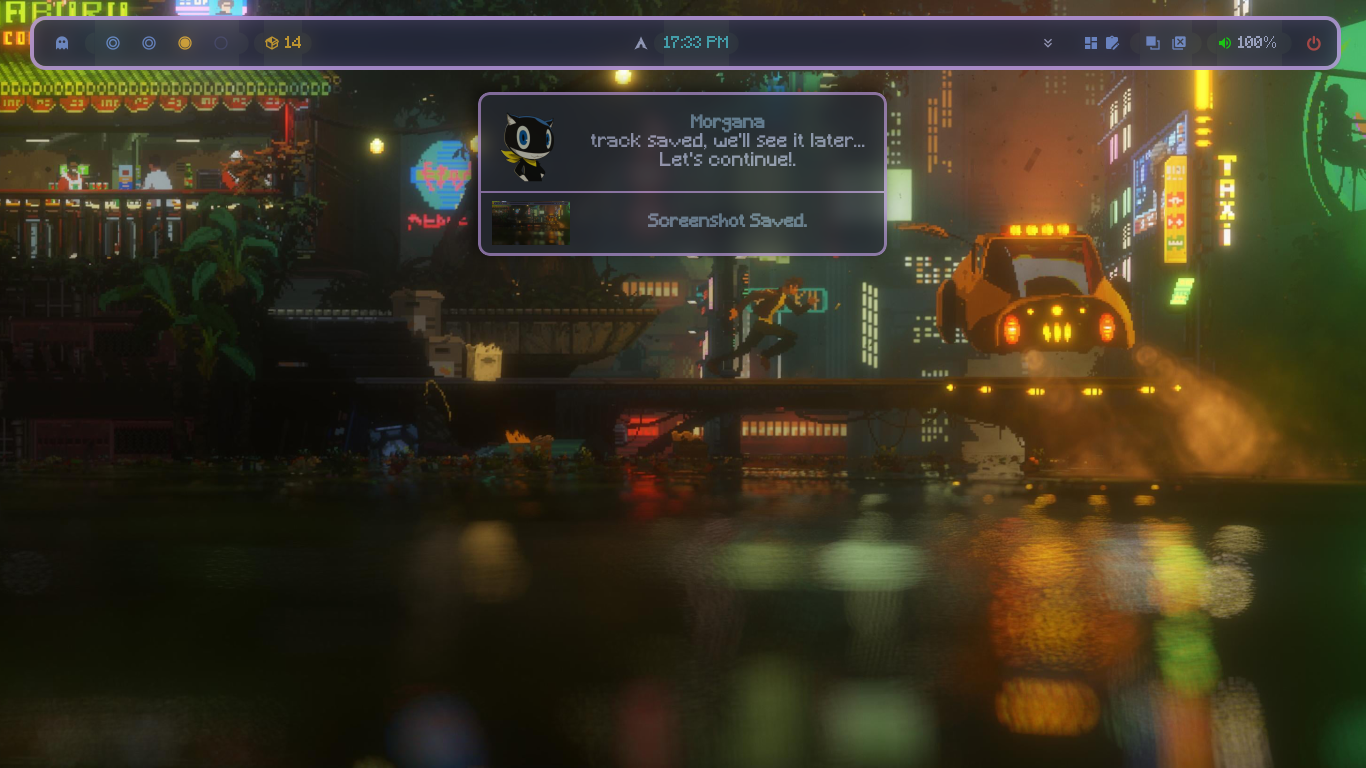 14
17:33 PM
100%
Morgana
track saved, we'll see it later...
Let's continue!.
Screenshot Saved.
TAXi